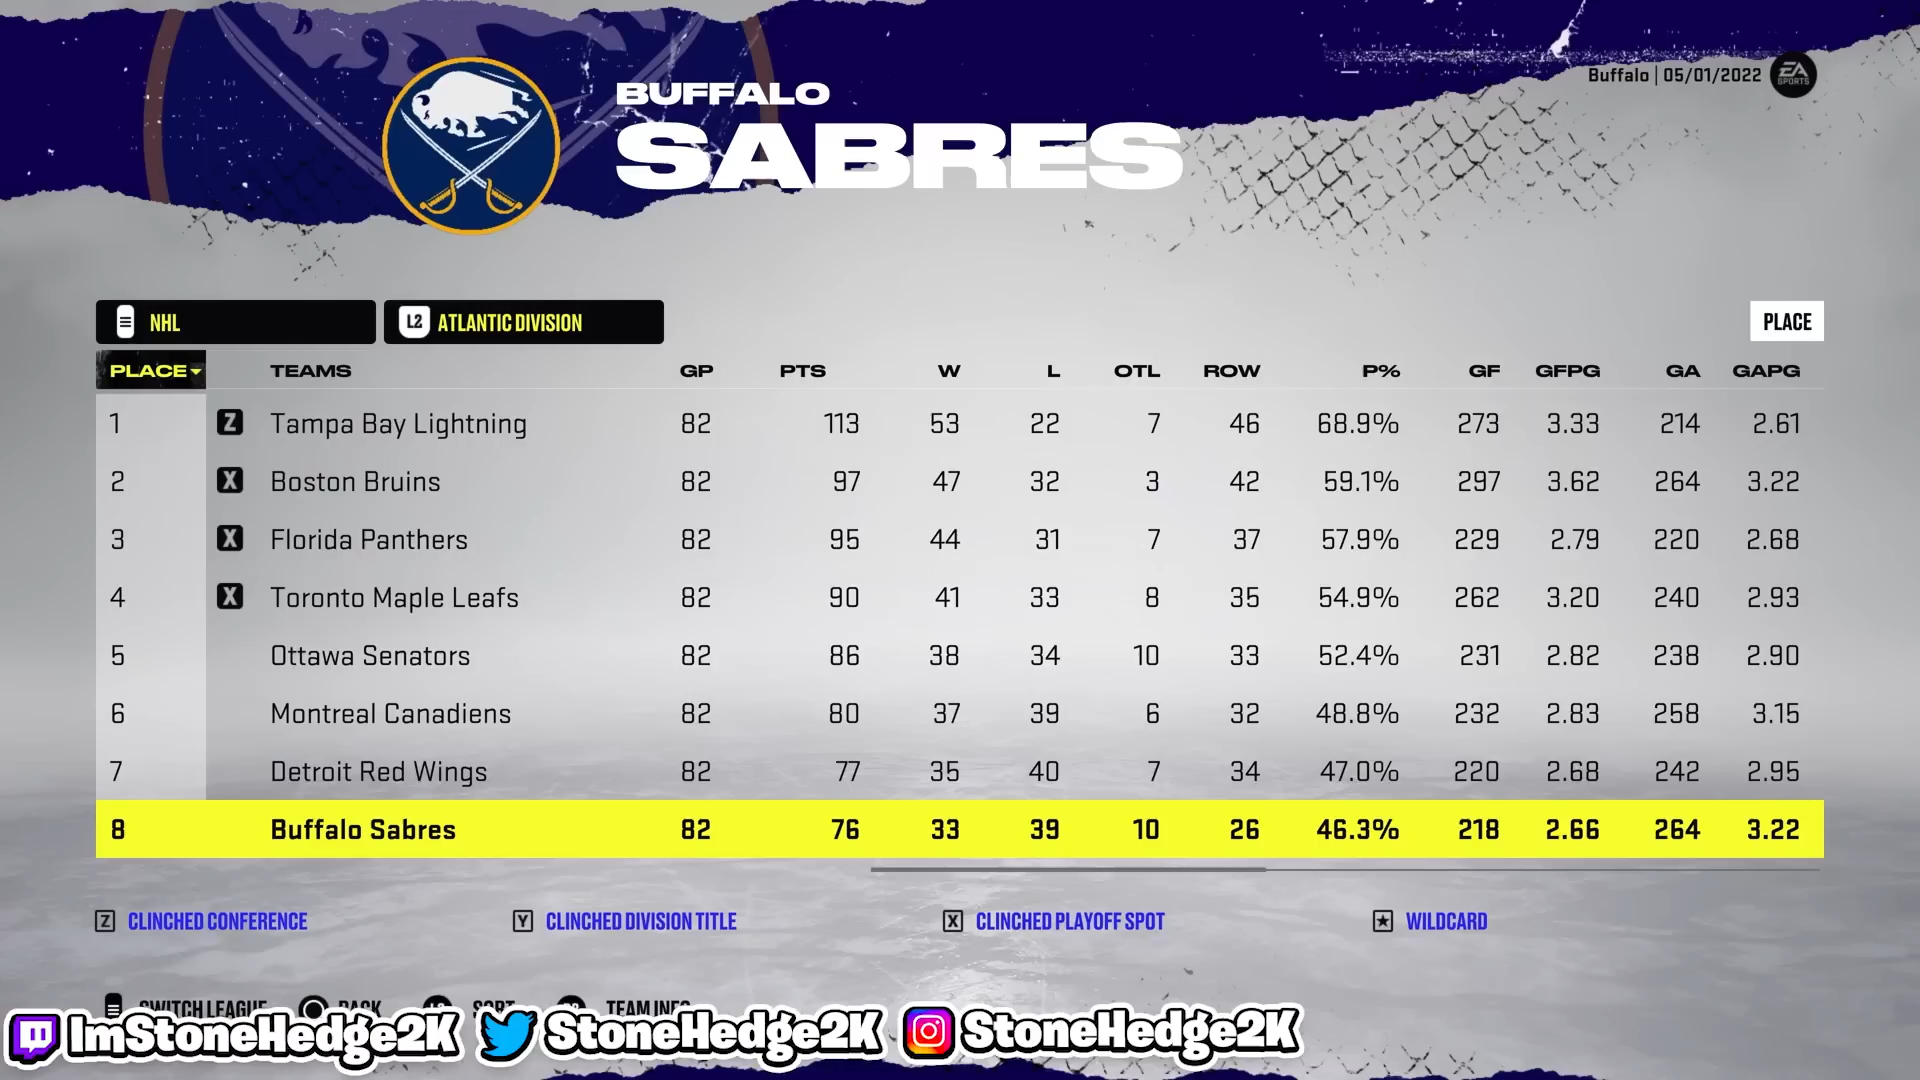 BUFFALO
SABRES
Buffalo | 05/01/2022
EA SPORTS
NHL
L2 ATLANTIC DIVISION
PLACE
PLACE TEAMS GP PTS W L OTL ROW P% GF GFPG GA GAPG
1 Z Tampa Bay Lightning 82 113 53 22 7 46 68.9% 273 3.33 214 2.61
2 X Boston Bruins 82 97 47 32 3 42 59.1% 297 3.62 264 3.22
3 X Florida Panthers 82 95 44 31 7 37 57.9% 229 2.79 220 2.68
4 X Toronto Maple Leafs 82 90 41 33 8 35 54.9% 262 3.20 240 2.93
5 Ottawa Senators 82 86 38 34 10 33 52.4% 231 2.82 238 2.90
6 Montreal Canadiens 82 80 37 39 6 32 48.8% 232 2.83 258 3.15
7 Detroit Red Wings 82 77 35 40 7 34 47.0% 220 2.68 242 2.95
8 Buffalo Sabres 82 76 33 39 10 26 46.3% 218 2.66 264 3.22
Z CLINCHED CONFERENCE Y CLINCHED DIVISION TITLE X CLINCHED PLAYOFF SPOT ★ WILDCARD
SWITCH LEAGUE BACK SORT TEAM INFO
ImStoneHedge2K StoneHedge2K StoneHedge2K